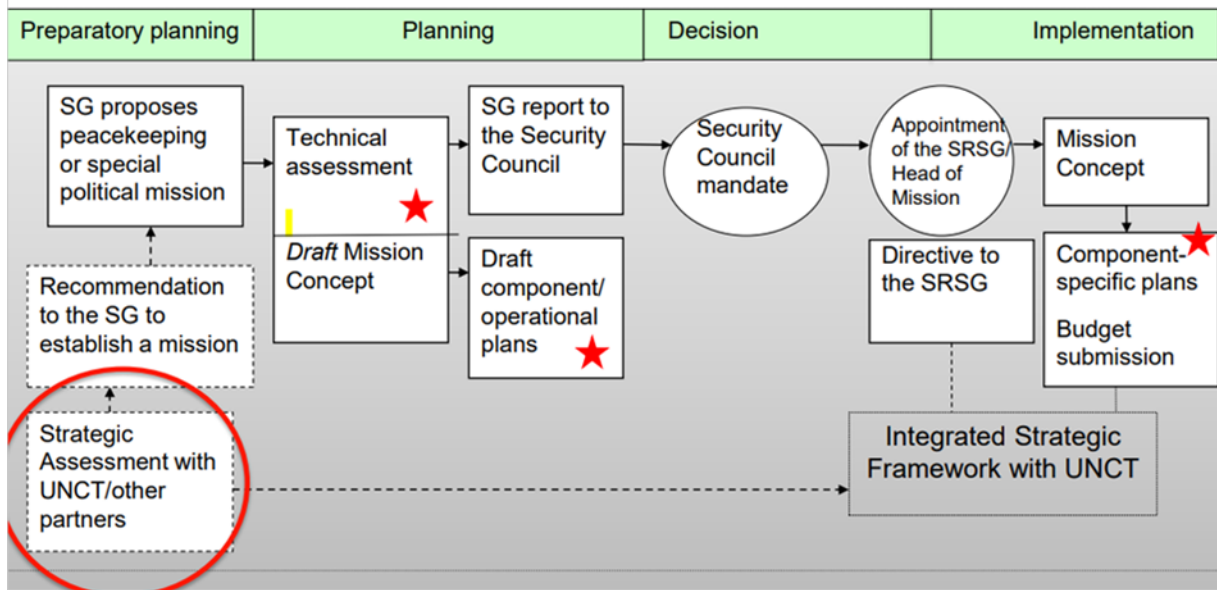 Preparatory planning
Planning
Decision
Implementation
SG proposes
peacekeeping
or special
political mission
Recommendation
to the SG to
establish a mission
Strategic
Assessment with
UNCT/other
partners
Technical
assessment
Draft Mission
Concept
SG report to
the Security
Council
Draft
component/
operational
plans
Security
Council
mandate
Appointment
of the SRSG/
Head of
Mission
Directive to
the SRSG
Mission
Concept
Component-
specific plans
Budget
submission
Integrated Strategic
Framework with UNCT